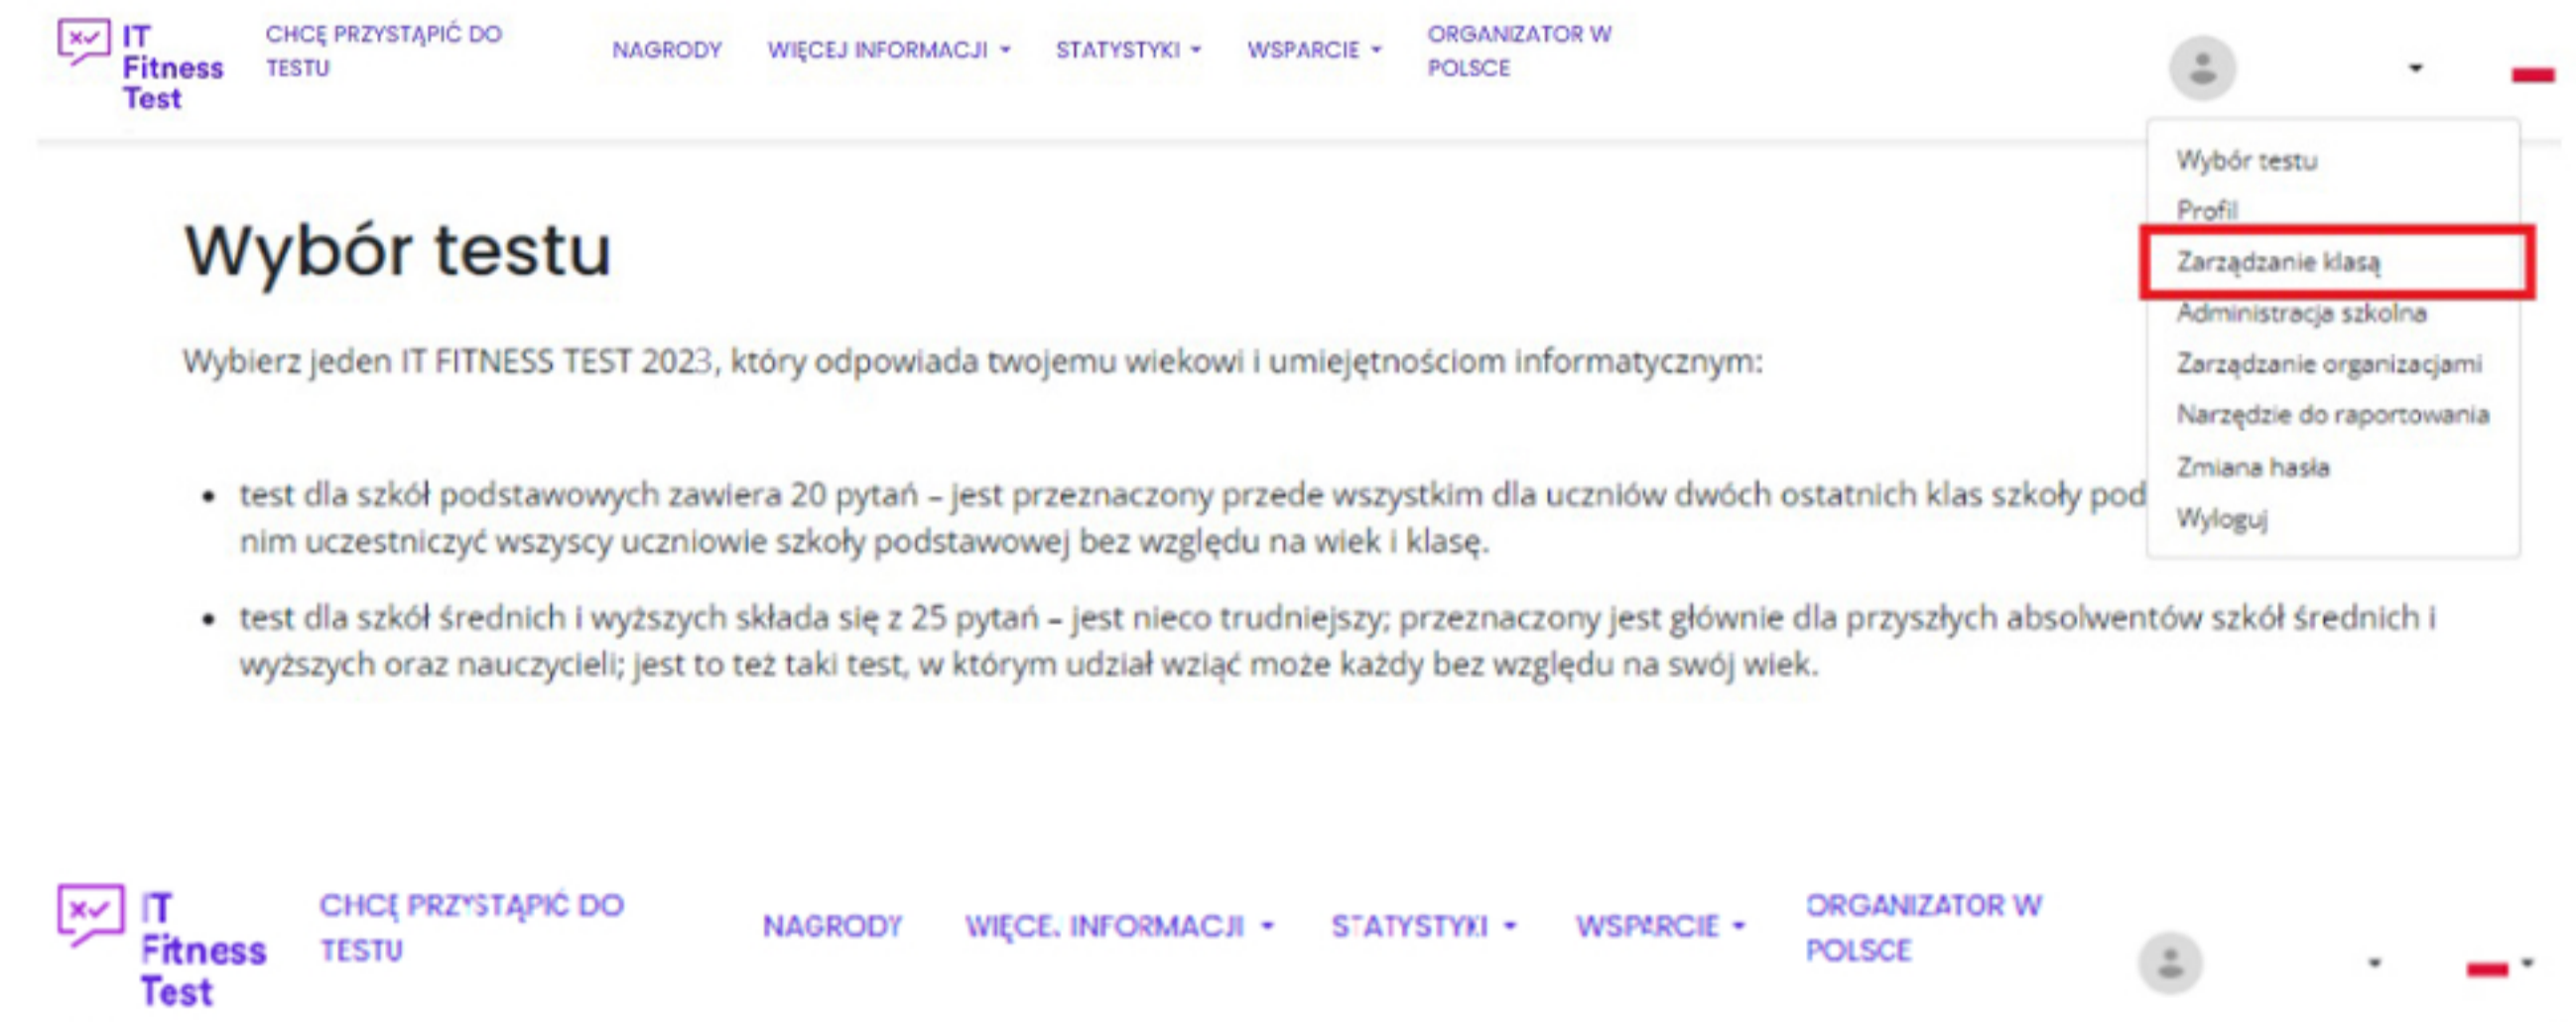 IT
Fitness
Test
CHCĘ PRZYSTĄPIĆ DO
TESTU
NAGRODY
WIĘCEJ INFORMACJI
STATYSTYKI
WSPARCIE
ORGANIZATOR W
POLSCE
Wybór testu
Profil
Zarządzanie klasą
Administracja szkolna
Zarządzanie organizacjami
Narzędzie do raportowania
Zmiana hasła
Wyloguj
Wybór testu
Wybierz jeden IT FITNESS TEST 2023, który odpowiada twojemu wiekowi i umiejętnościom informatycznym:
• test dla szkół podstawowych zawiera 20 pytań – jest przeznaczony przede wszystkim dla uczniów dwóch ostatnich klas szkoły pod
nim uczestniczyć wszyscy uczniowie szkoły podstawowej bez względu na wiek i klasę.
• test dla szkół średnich i wyższych składa się z 25 pytań – jest nieco trudniejszy; przeznaczony jest głównie dla przyszłych absolwentów szkół średnich i
wyższych oraz nauczycieli; jest to też taki test, w którym udział wziąć może każdy bez względu na swój wiek.
IT
Fitness
Test
CHCĘ PRZYSTĄPIĆ DO
TESTU
NAGRODY
WIĘCEJ INFORMACJI
STATYSTYKI
WSPARCIE
ORGANIZATOR W
POLSCE